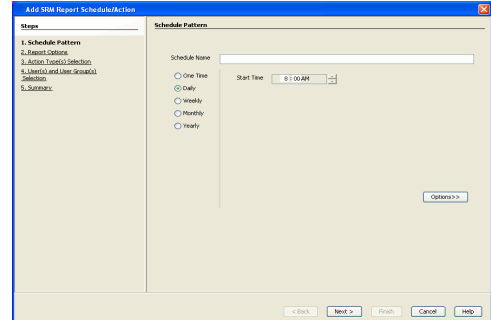 Add SRM Report Schedule/Action
Steps
1. Schedule Pattern
2. Report Options
3. Action Type(s) Selection
4. User(s) and User Group(s)
Selection
5. Summary
Schedule Pattern
Schedule Name
One Time
Daily
Weekly
Monthly
Yearly
Start Time 8 : 00 AM
Options>>
< Back Next > Finish Cancel Help